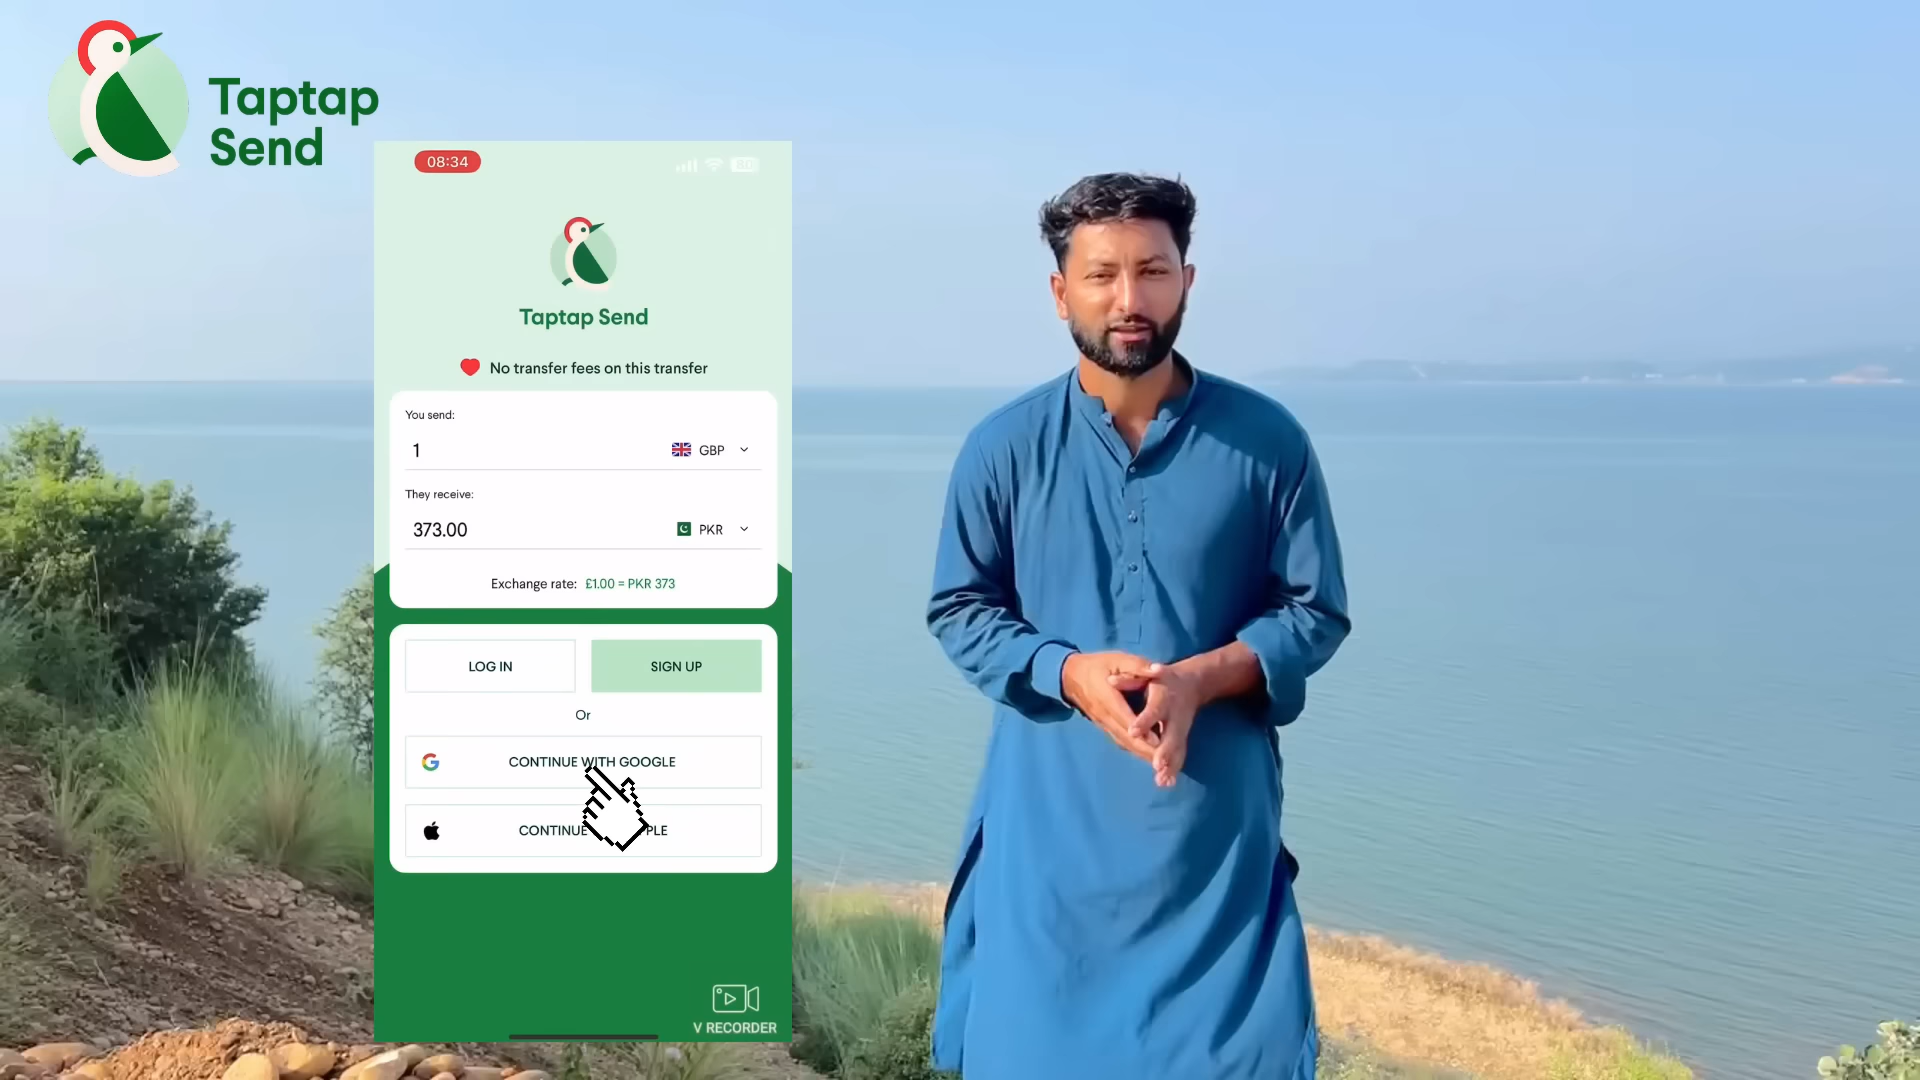 Taptap
Send
08:34
80
Taptap Send
No transfer fees on this transfer
You send:
1
GBP
They receive:
373.00
PKR
Exchange rate: £1.00 = PKR 373
LOG IN
SIGN UP
Or
CONTINUE WITH GOOGLE
CONTINUE PLE
V RECORDER